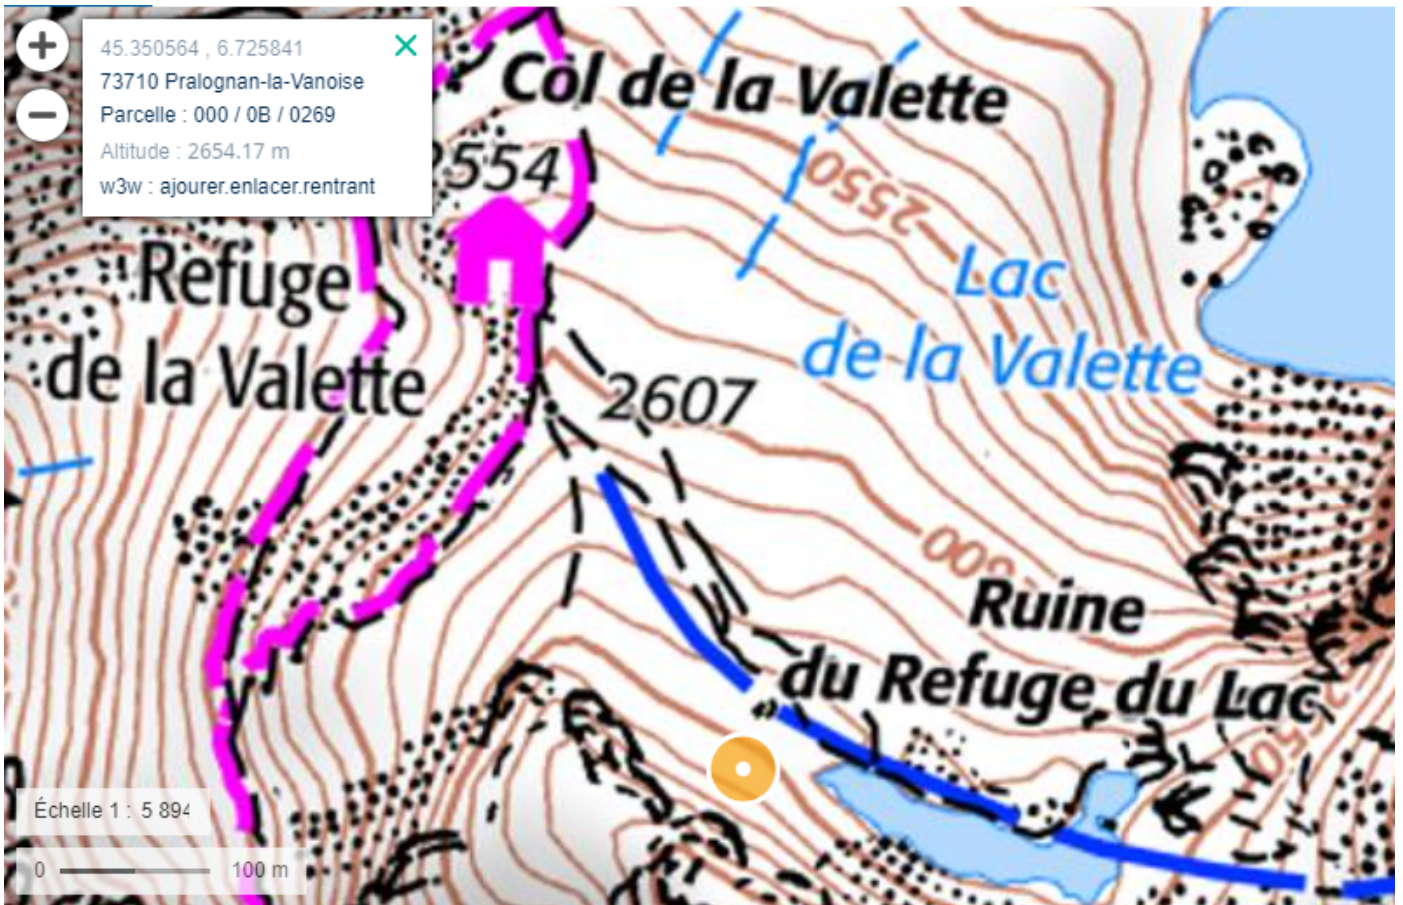 +
−
45.350564 , 6.725841
73710 Pralognan-la-Vanoise
Parcelle : 000 / 0B / 0269
Altitude : 2654.17 m
w3w : ajourer.enlacer.rentrant
Col de la Valette
554
2550
Refuge
de la Valette
Lac
de la Valette
2607
600
Ruine
du Refuge du Lac
Échelle 1 : 5 894
0 100 m